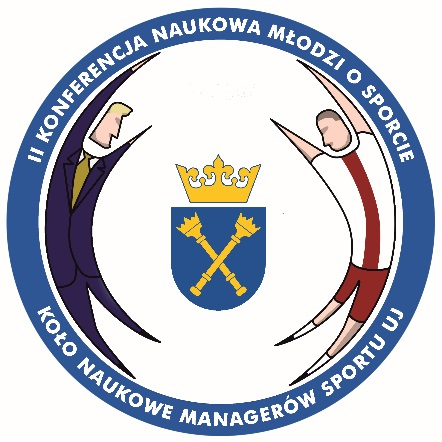 II KONFERENCJA NAUKOWA MŁODZI O SPORCIE
KOŁO NAUKOWE MANAGERÓW SPORTU UJ